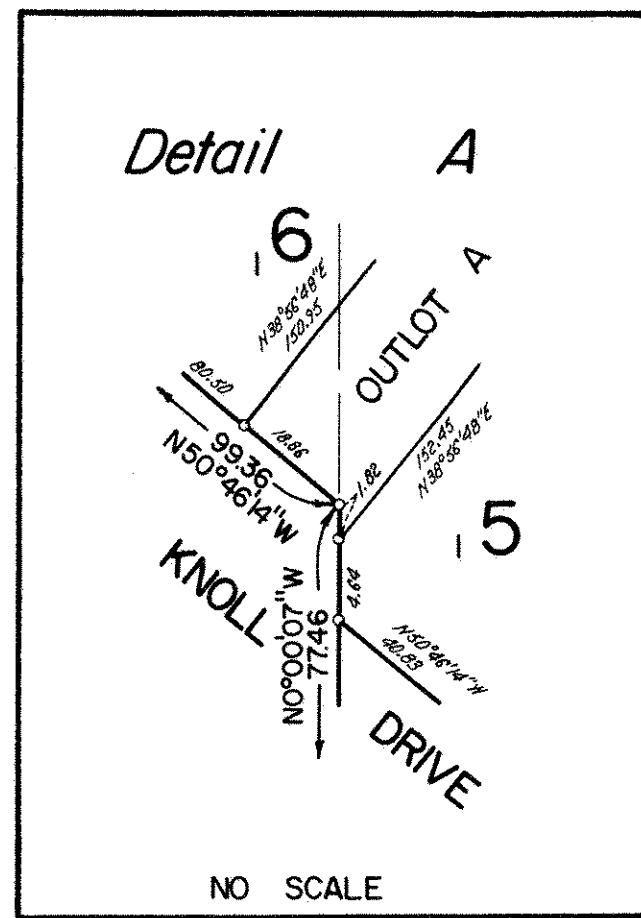 Detail A
16
N38°56'48"E
150.95
OUTLOT A
80.50
18.86
99.36
N50°46'14"W
1.82
152.45
N38°56'48"E
15
KNOLL
N0°00'07"W
77.46
4.64
N50°46'14"W
40.83
DRIVE
NO SCALE